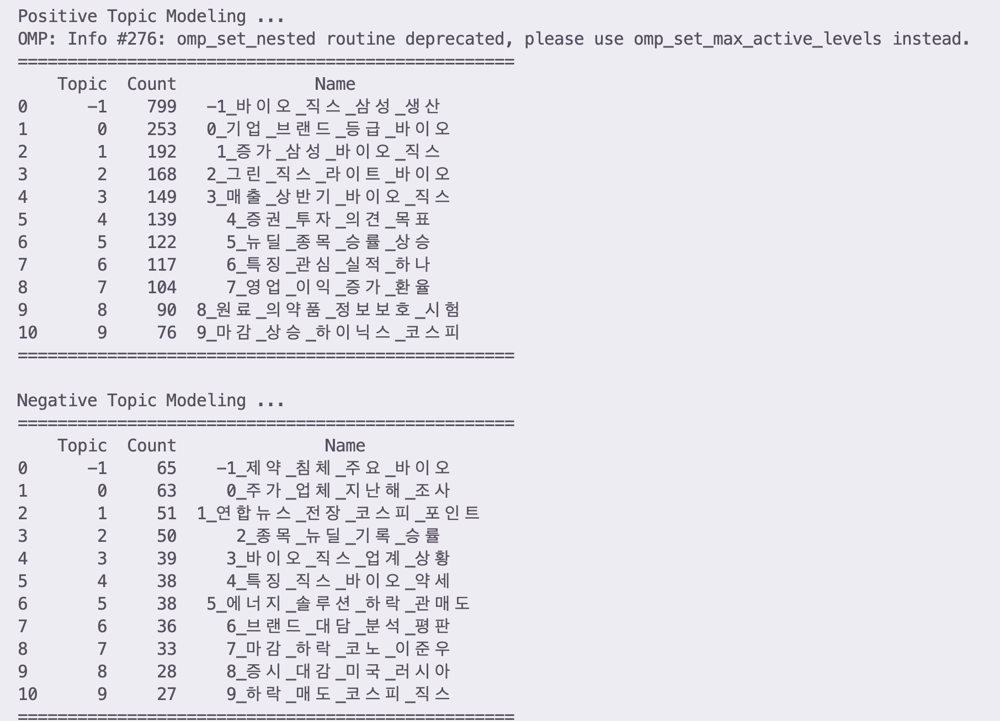 Positive Topic Modeling ...
OMP: Info #276: omp_set_nested routine deprecated, please use omp_set_max_active_levels instead.
==================================================
Topic Count Name
0 -1 799 -1_바이오_직스_삼성_생산
1 0 253 0_기업_브랜드_등급_바이오
2 1 192 1_증가_삼성_바이오_직스
3 2 168 2_그린_직스_라이트_바이오
4 3 149 3_매출_상반기_바이오_직스
5 4 139 4_증권_투자_의견_목표
6 5 122 5_뉴딜_종목_승률_상승
7 6 117 6_특징_관심_실적_하나
8 7 104 7_영업_이익_증가_환율
9 8 90 8_원료_의약품_정보보호_시험
10 9 76 9_마감_상승_하이닉스_코스피
==================================================
Negative Topic Modeling ...
==================================================
Topic Count Name
0 -1 65 -1_제약_침체_주요_바이오
1 0 63 0_주가_업체_지난해_조사
2 1 51 1_연합뉴스_전장_코스피_포인트
3 2 50 2_종목_뉴딜_기록_승률
4 3 39 3_바이오_직스_업계_상황
5 4 38 4_특징_직스_바이오_약세
6 5 38 5_에너지_솔루션_하락_관매도
7 6 36 6_브랜드_대담_분석_평판
8 7 33 7_마감_하락_코노_이준우
9 8 28 8_증시_대감_미국_러시아
10 9 27 9_하락_매도_코스피_직스
==================================================